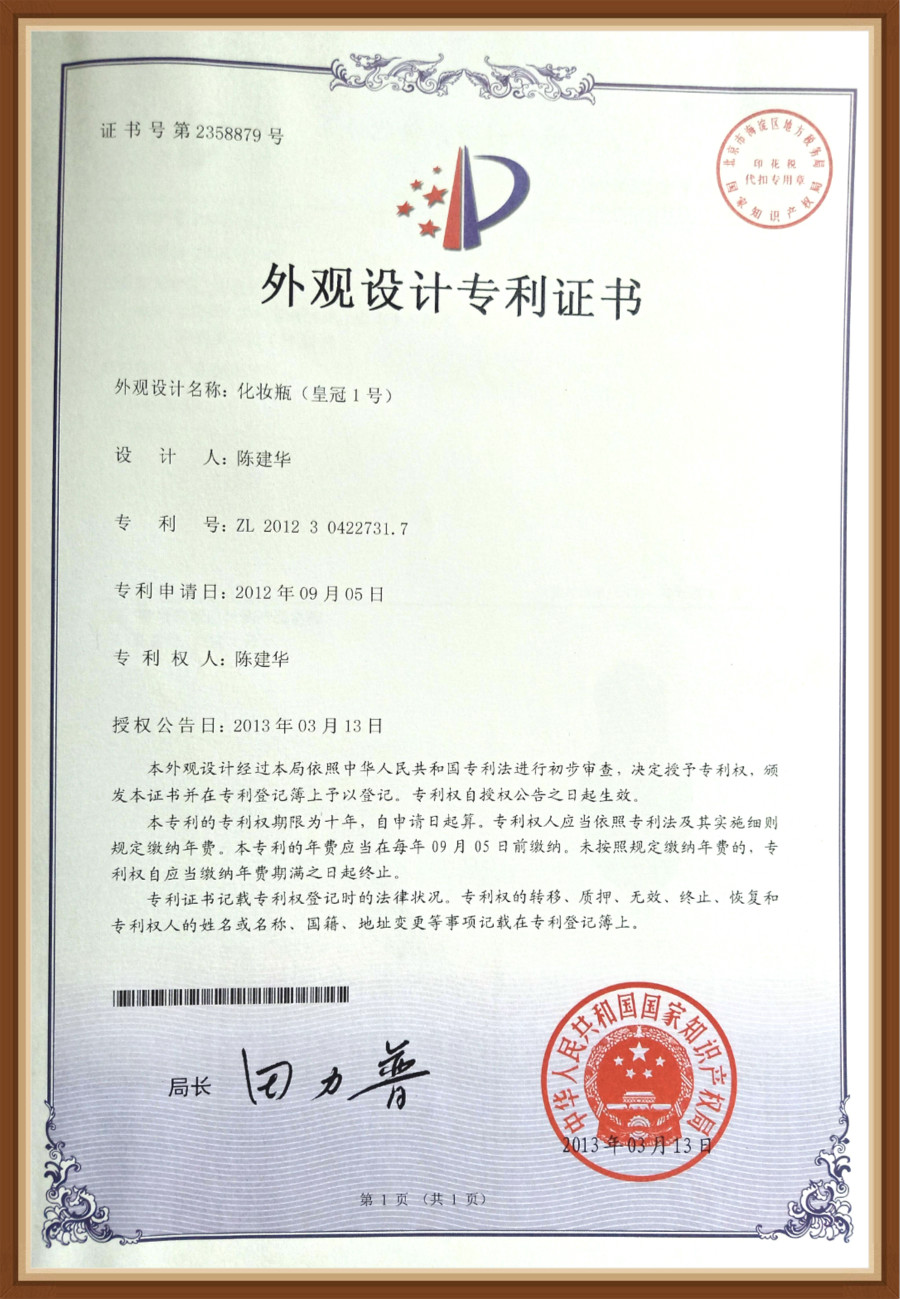 证书号第2358879号
北京市海淀区地方税务局
印花税
代扣专用章
国家知识产权局
外观设计专利证书
外观设计名称：化妆瓶（皇冠1号）
设计人：陈建华
专利号：ZL 2012 3 0422731.7
专利申请日：2012年09月05日
专利权人：陈建华
授权公告日：2013年03月13日
本外观设计经过本局依照中华人民共和国专利法进行初步审查，决定授予专利权，颁
发本证书并在专利登记簿上予以登记。专利权自授权公告之日起生效。
本专利的专利权期限为十年，自申请日起算。专利权人应当依照专利法及其实施细则
规定缴纳年费。本专利的年费应当在每年09月05日前缴纳。未按照规定缴纳年费的，专
利权自应当缴纳年费期满之日起终止。
专利证书记载专利权登记时的法律状况。专利权的转移、质押、无效、终止、恢复和
专利权人的姓名或名称、国籍、地址变更等事项记载在专利登记簿上。
局长 田力普
中华人民共和国国家知识产权局
2013年03月13日
第1页（共1页）